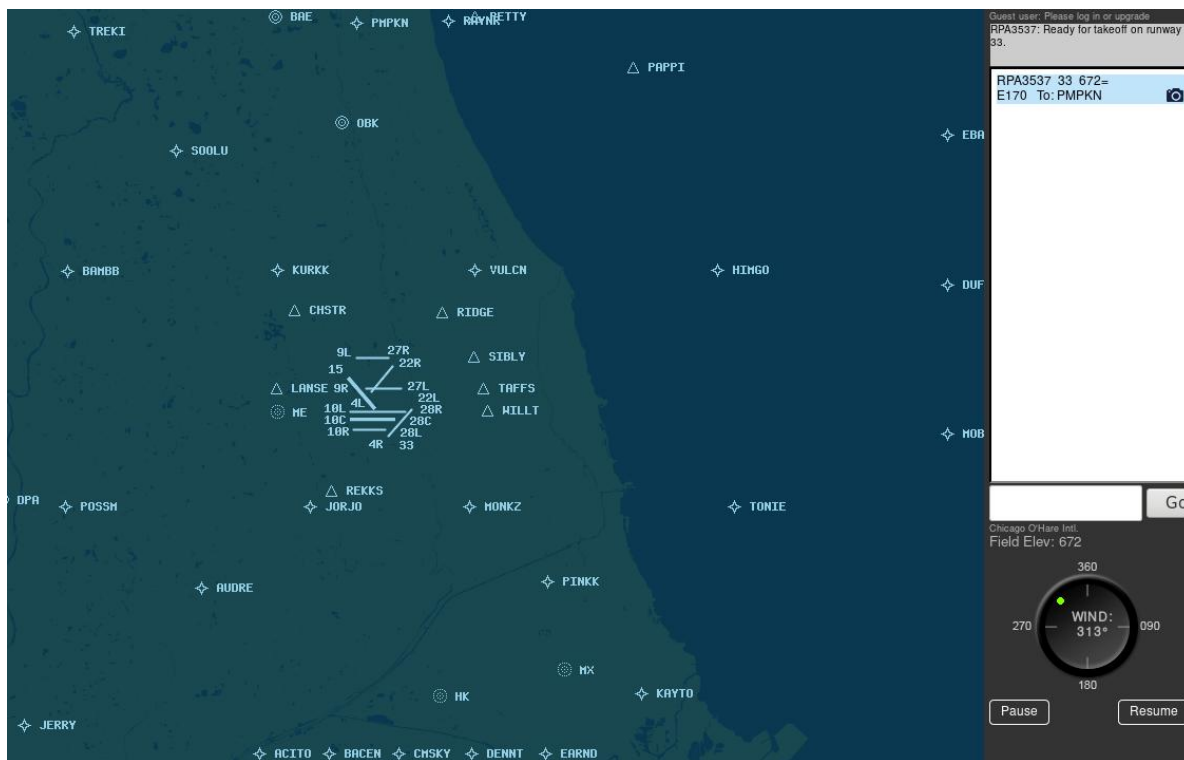 BAE
PMPKN
BETTY
TREKI
PAPPI
OBK
SOOLU
EBA
BAMBB
KURKK
VULCN
HIMGO
DUF
CHSTR
RIDGE
9L
27R
22R
SIBLY
15
LANSE
9R
27L
TAFFS
4L
22L
ME
10L
28R
WILLT
10C
28C
10R
28L
4R
33
MOB
REKKS
DPA
POSSM
JORJO
MONKZ
TONIE
PINKK
AUDRE
MX
HK
KAYTO
JERRY
ACITO
BACEN
CMSKY
DENNT
EARND
Guest user: Please log in or upgrade
RPA3537: Ready for takeoff on runway
33.
RPA3537 33 672=
E170 To: PMPKN
Go
Chicago O'Hare Intl.
Field Elev: 672
360
270
WIND:
313°
090
180
Pause
Resume